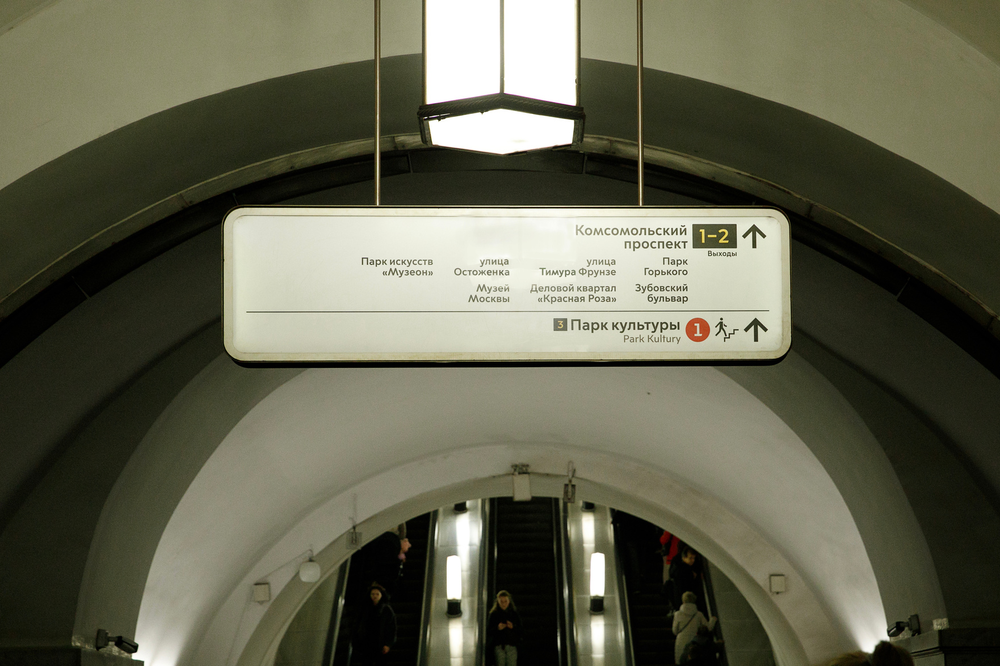 Комсомольский
проспект
1-2
Выходы
Парк искусств
«Музеон»
улица
Остоженка
улица
Тимура Фрунзе
Парк
Горького
Музей
Москвы
Деловой квартал
«Красная Роза»
Зубовский
бульвар
3 Парк культуры 1
Park Kultury